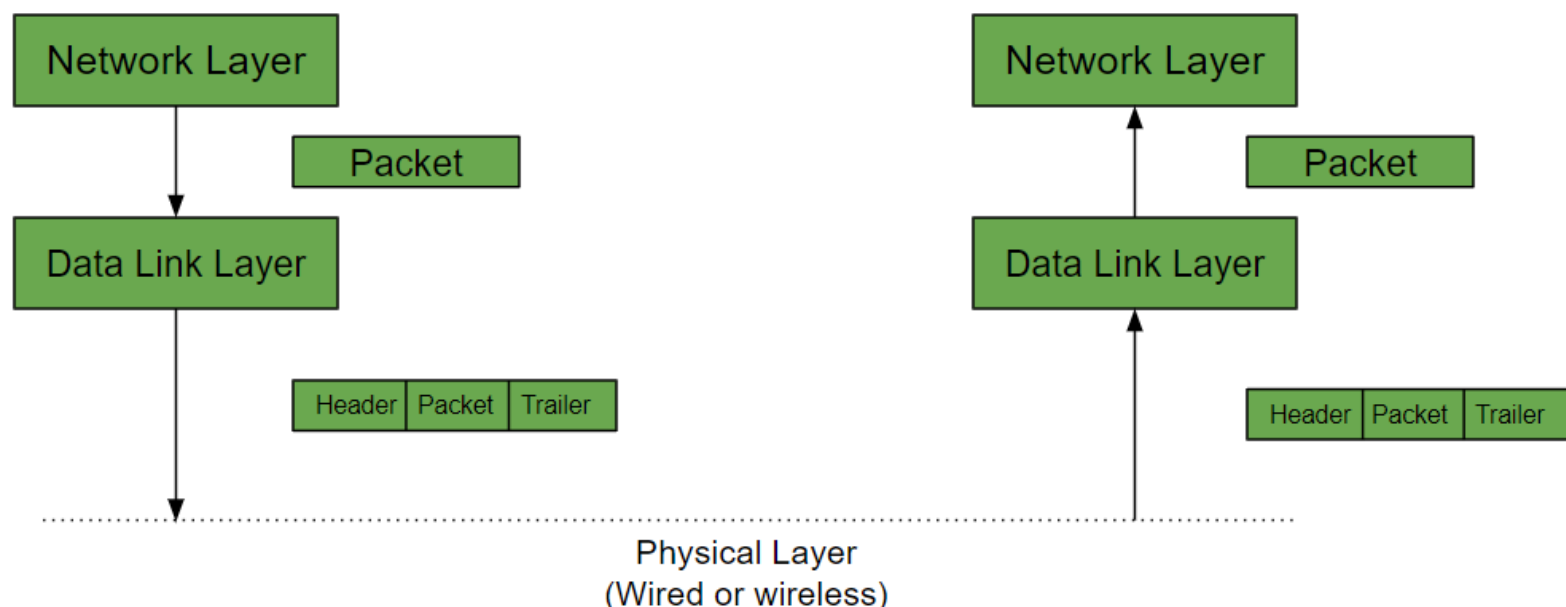 Network Layer
Network Layer
Packet
Packet
Data Link Layer
Data Link Layer
Header Packet Trailer
Header Packet Trailer
Physical Layer
(Wired or wireless)